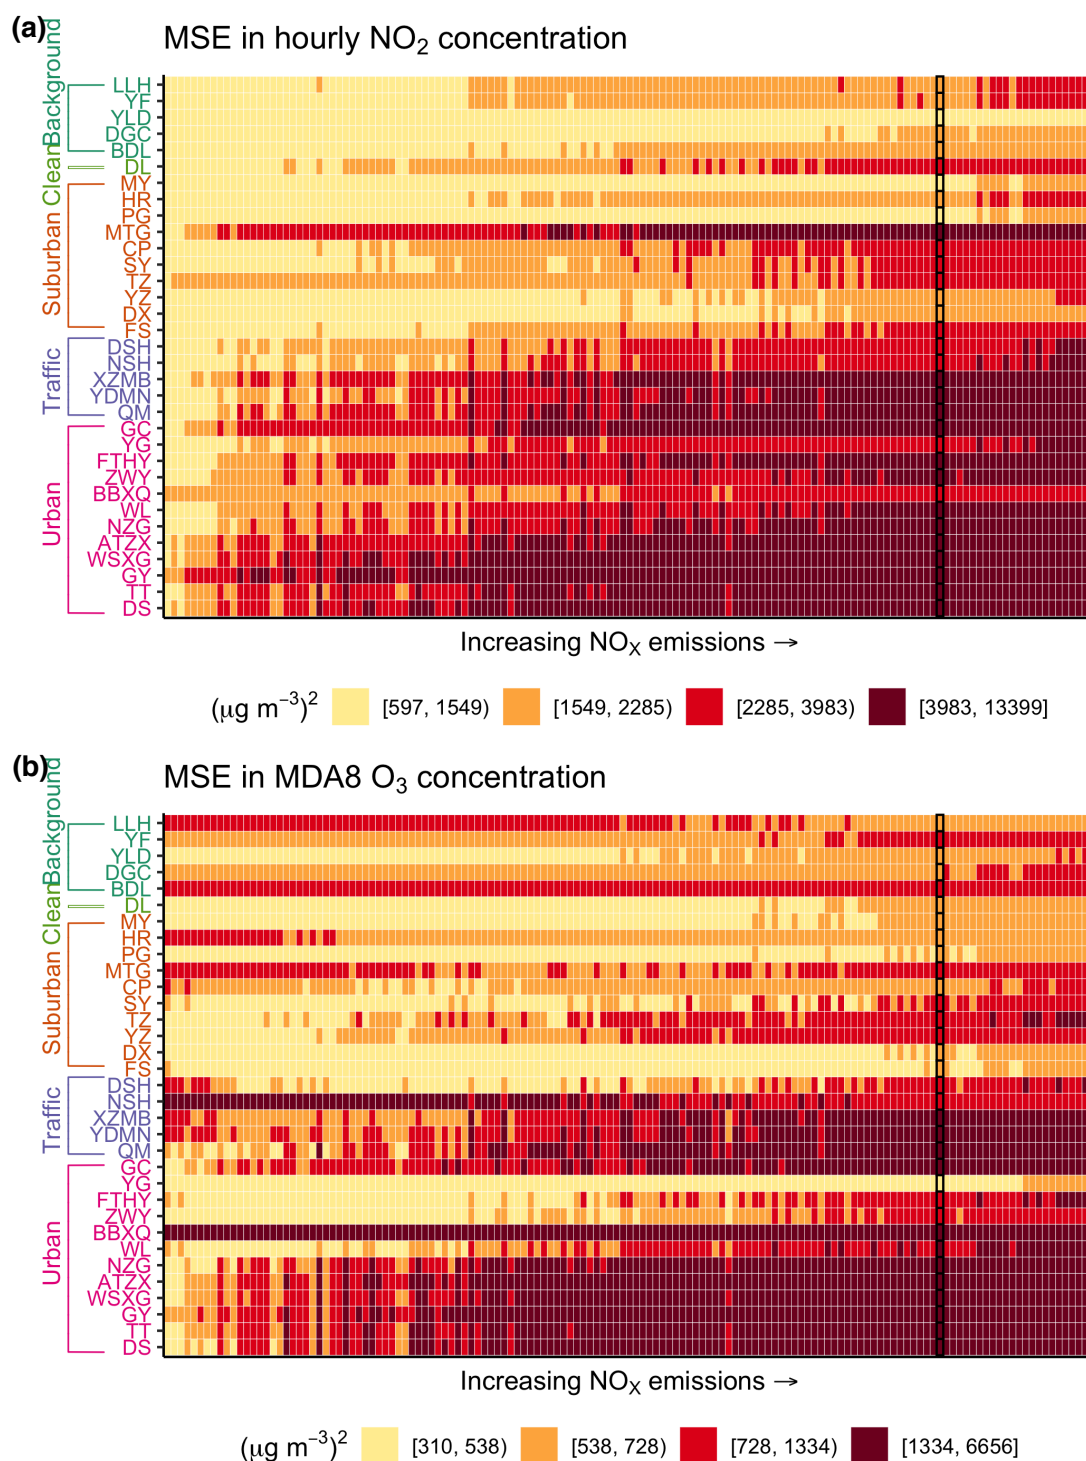 (a)
MSE in hourly NO₂ concentration
Background
Clean
Suburban
Traffic
Urban
LLH
YF
YLD
DGC
BDL
DL
MY
HR
PG
MTG
CP
SY
TZ
YZ
DX
FS
DSH
NSH
XZMB
YDMN
QM
GC
YG
FTHY
ZWY
BBXQ
WL
NZG
ATZX
WSXG
GY
TT
DS
Increasing NOX emissions →
(μg m⁻³)² [597, 1549) [1549, 2285) [2285, 3983) [3983, 13399]
(b)
MSE in MDA8 O₃ concentration
Background
Clean
Suburban
Traffic
Urban
LLH
YF
YLD
DGC
BDL
DL
MY
HR
PG
MTG
CP
SY
TZ
YZ
DX
FS
DSH
NSH
XZMB
YDMN
QM
GC
YG
FTHY
ZWY
BBXQ
WL
NZG
ATZX
WSXG
GY
TT
DS
Increasing NOX emissions →
(μg m⁻³)² [310, 538) [538, 728) [728, 1334) [1334, 6656]